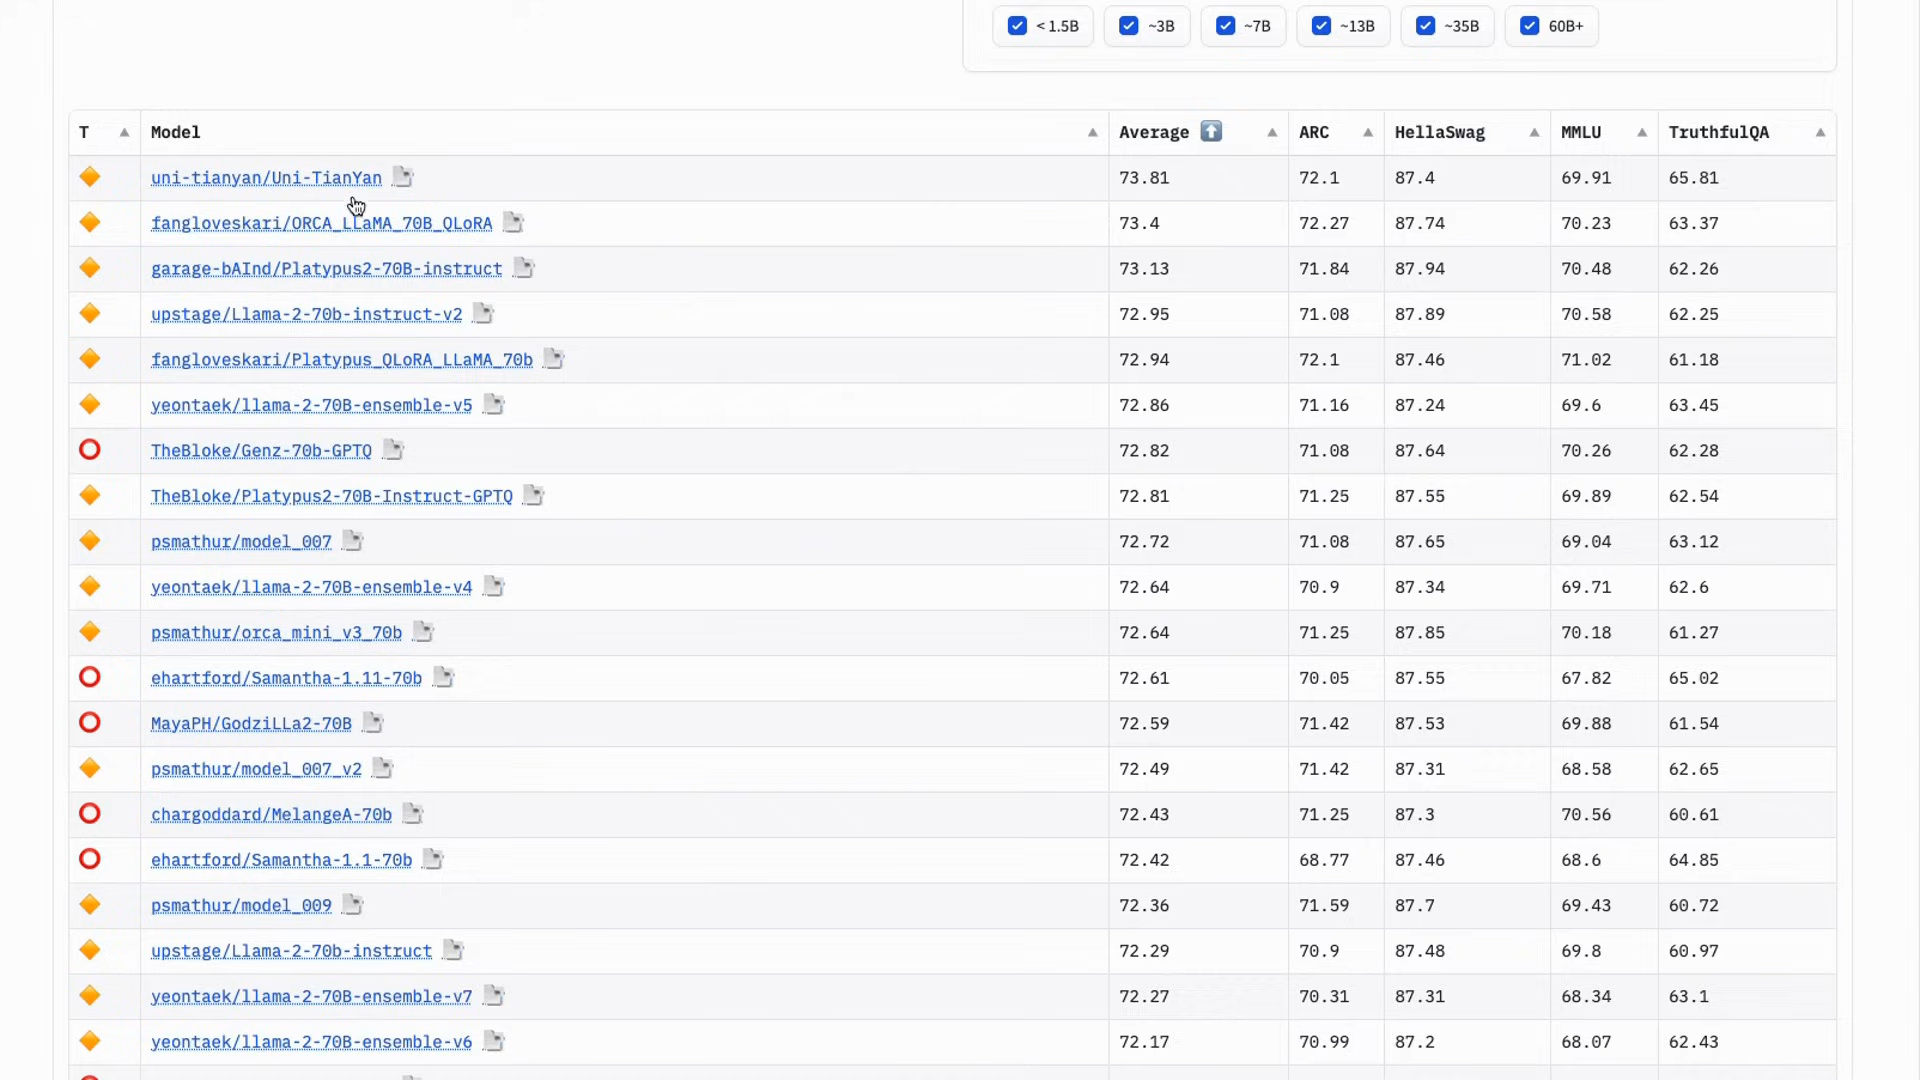 < 1.5B ~3B ~7B ~13B ~35B 60B+
T Model Average ARC HellaSwag MMLU TruthfulQA
uni-tianyan/Uni-TianYan 73.81 72.1 87.4 69.91 65.81
fangloveskari/ORCA_LLaMA_70B_QLoRA 73.4 72.27 87.74 70.23 63.37
garage-bAInd/Platypus2-70B-instruct 73.13 71.84 87.94 70.48 62.26
upstage/Llama-2-70b-instruct-v2 72.95 71.08 87.89 70.58 62.25
fangloveskari/Platypus_QLoRA_LLaMA_70b 72.94 72.1 87.46 71.02 61.18
yeontaek/llama-2-70B-ensemble-v5 72.86 71.16 87.24 69.6 63.45
TheBloke/Genz-70b-GPTQ 72.82 71.08 87.64 70.26 62.28
TheBloke/Platypus2-70B-Instruct-GPTQ 72.81 71.25 87.55 69.89 62.54
psmathur/model_007 72.72 71.08 87.65 69.04 63.12
yeontaek/llama-2-70B-ensemble-v4 72.64 70.9 87.34 69.71 62.6
psmathur/orca_mini_v3_70b 72.64 71.25 87.85 70.18 61.27
ehartford/Samantha-1.11-70b 72.61 70.05 87.55 67.82 65.02
MayaPH/GodziLLa2-70B 72.59 71.42 87.53 69.88 61.54
psmathur/model_007_v2 72.49 71.42 87.31 68.58 62.65
chargoddard/MelangeA-70b 72.43 71.25 87.3 70.56 60.61
ehartford/Samantha-1.1-70b 72.42 68.77 87.46 68.6 64.85
psmathur/model_009 72.36 71.59 87.7 69.43 60.72
upstage/Llama-2-70b-instruct 72.29 70.9 87.48 69.8 60.97
yeontaek/llama-2-70B-ensemble-v7 72.27 70.31 87.31 68.34 63.1
yeontaek/llama-2-70B-ensemble-v6 72.17 70.99 87.2 68.07 62.43